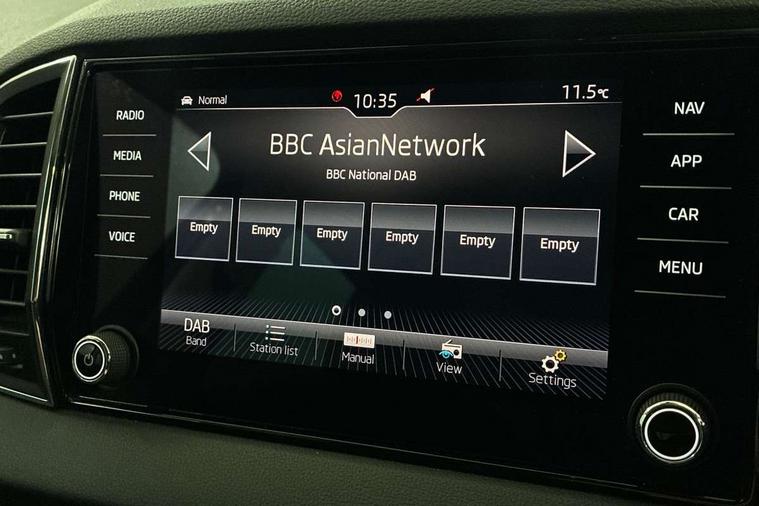 Normal
10:35
11.5°C
RADIO
MEDIA
PHONE
VOICE
BBC AsianNetwork
BBC National DAB
Empty Empty Empty Empty Empty Empty
DAB
Band
Station list
Manual
View
Settings
NAV
APP
CAR
MENU